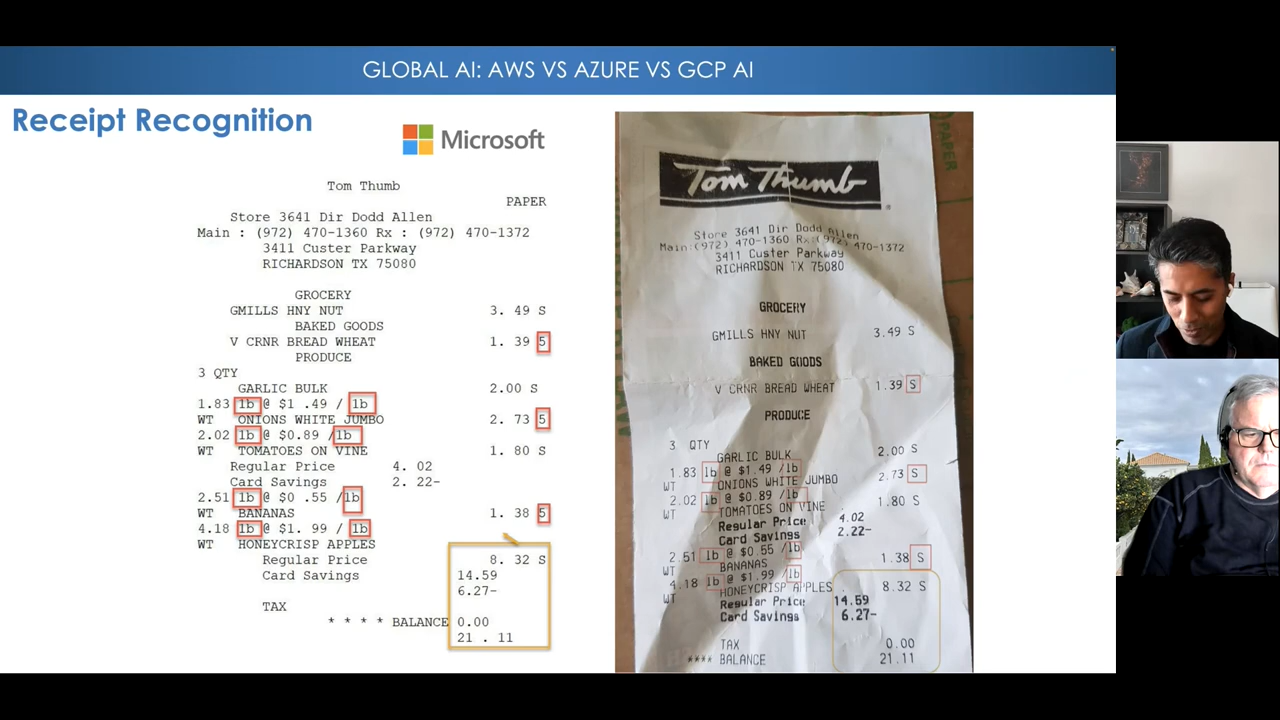 GLOBAL AI: AWS VS AZURE VS GCP AI
Receipt Recognition
Microsoft
Tom Thumb
PAPER
Store 3641 Dir Dodd Allen
Main : (972) 470-1360 Rx : (972) 470-1372
3411 Custer Parkway
RICHARDSON TX 75080
GROCERY
GMILLS HNY NUT 3. 49 S
BAKED GOODS
V CRNR BREAD WHEAT 1. 39 5
PRODUCE
3 QTY
GARLIC BULK 2.00 S
1.83 1b @ $1 .49 / 1b
WT ONIONS WHITE JUMBO 2. 73 5
2.02 1b @ $0.89 /1b
WT TOMATOES ON VINE 1. 80 S
Regular Price 4. 02
Card Savings 2. 22-
2.51 1b @ $0 .55 /1b
WT BANANAS 1. 38 5
4.18 1b @ $1. 99 / 1b
WT HONEYCRISP APPLES
Regular Price 8. 32 S
Card Savings 14.59
6.27-
TAX
* * * * BALANCE 0.00
21 . 11
PAPER
Tom Thumb
Store 3641 Dir Dodd Allen
Main:(972) 470-1360 Rx:(972) 470-1372
3411 Custer Parkway
RICHARDSON TX 75080
GROCERY
GMILLS HNY NUT 3.49 S
BAKED GOODS
V CRNR BREAD WHEAT 1.39 S
PRODUCE
3 QTY
GARLIC BULK 2.00 S
1.83 lb @ $1.49 /lb
WT ONIONS WHITE JUMBO 2.73 S
2.02 lb @ $0.89 /lb
WT TOMATOES ON VINE 1.80 S
Regular Price 4.02
Card Savings 2.22-
2.51 lb @ $0.55 /lb
WT BANANAS 1.38 S
4.18 lb @ $1.99 /lb
WT HONEYCRISP APPLES 8.32 S
Regular Price 14.59
Card Savings 6.27-
TAX 0.00
**** BALANCE 21.11